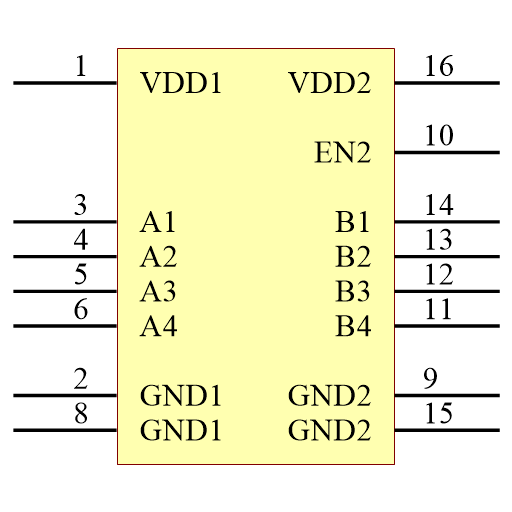 1 VDD1 VDD2 16
EN2 10
3 A1 B1 14
4 A2 B2 13
5 A3 B3 12
6 A4 B4 11
2 GND1 GND2 9
8 GND1 GND2 15